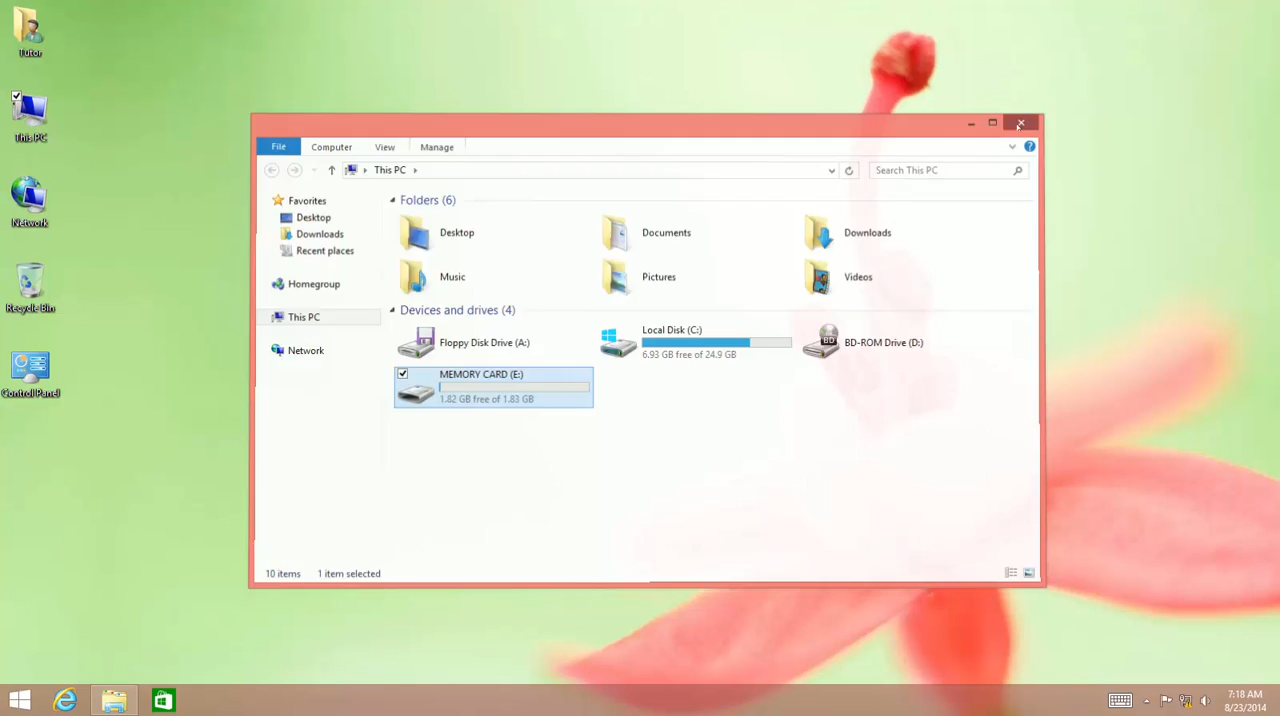 Tutor
This PC
Network
Recycle Bin
Control Panel
File
Computer
View
Manage
This PC
Search This PC
Favorites
Desktop
Downloads
Recent places
Homegroup
This PC
Network
Folders (6)
Desktop
Documents
Downloads
Music
Pictures
Videos
Devices and drives (4)
Floppy Disk Drive (A:)
Local Disk (C:)
6.93 GB free of 24.9 GB
BD
BD-ROM Drive (D:)
MEMORY CARD (E:)
1.82 GB free of 1.83 GB
10 items
1 item selected
7:18 AM
8/23/2014